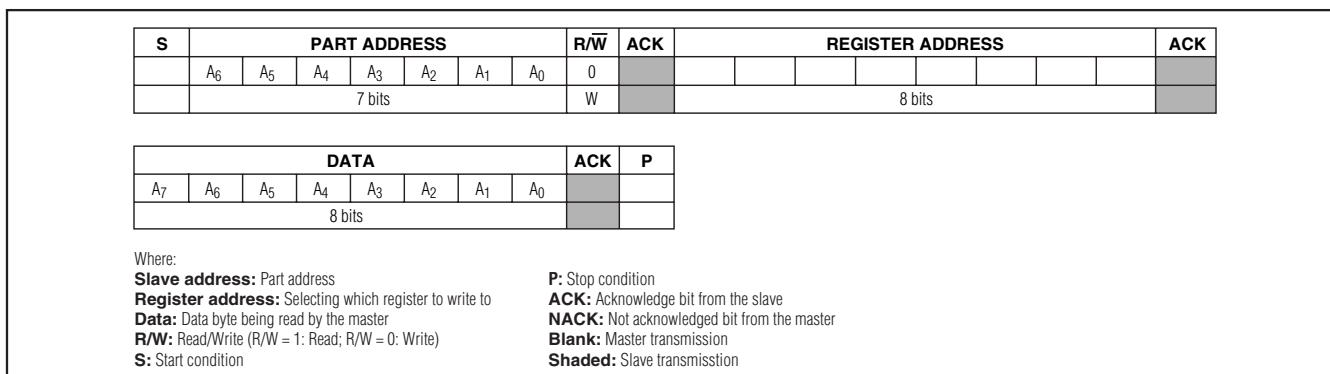 S PART ADDRESS R/W̅ ACK REGISTER ADDRESS ACK
A6 A5 A4 A3 A2 A1 A0 0
7 bits W 8 bits
DATA ACK P
A7 A6 A5 A4 A3 A2 A1 A0
8 bits
Where:
Slave address: Part address
Register address: Selecting which register to write to
Data: Data byte being read by the master
R/W: Read/Write (R/W = 1: Read; R/W = 0: Write)
S: Start condition
P: Stop condition
ACK: Acknowledge bit from the slave
NACK: Not acknowledged bit from the master
Blank: Master transmission
Shaded: Slave transmisstion